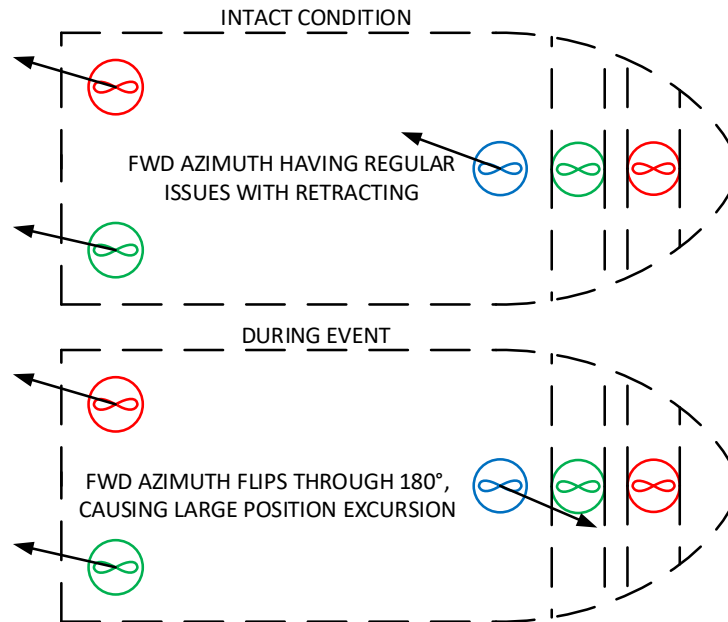 INTACT CONDITION
FWD AZIMUTH HAVING REGULAR
ISSUES WITH RETRACTING
DURING EVENT
FWD AZIMUTH FLIPS THROUGH 180°,
CAUSING LARGE POSITION EXCURSION